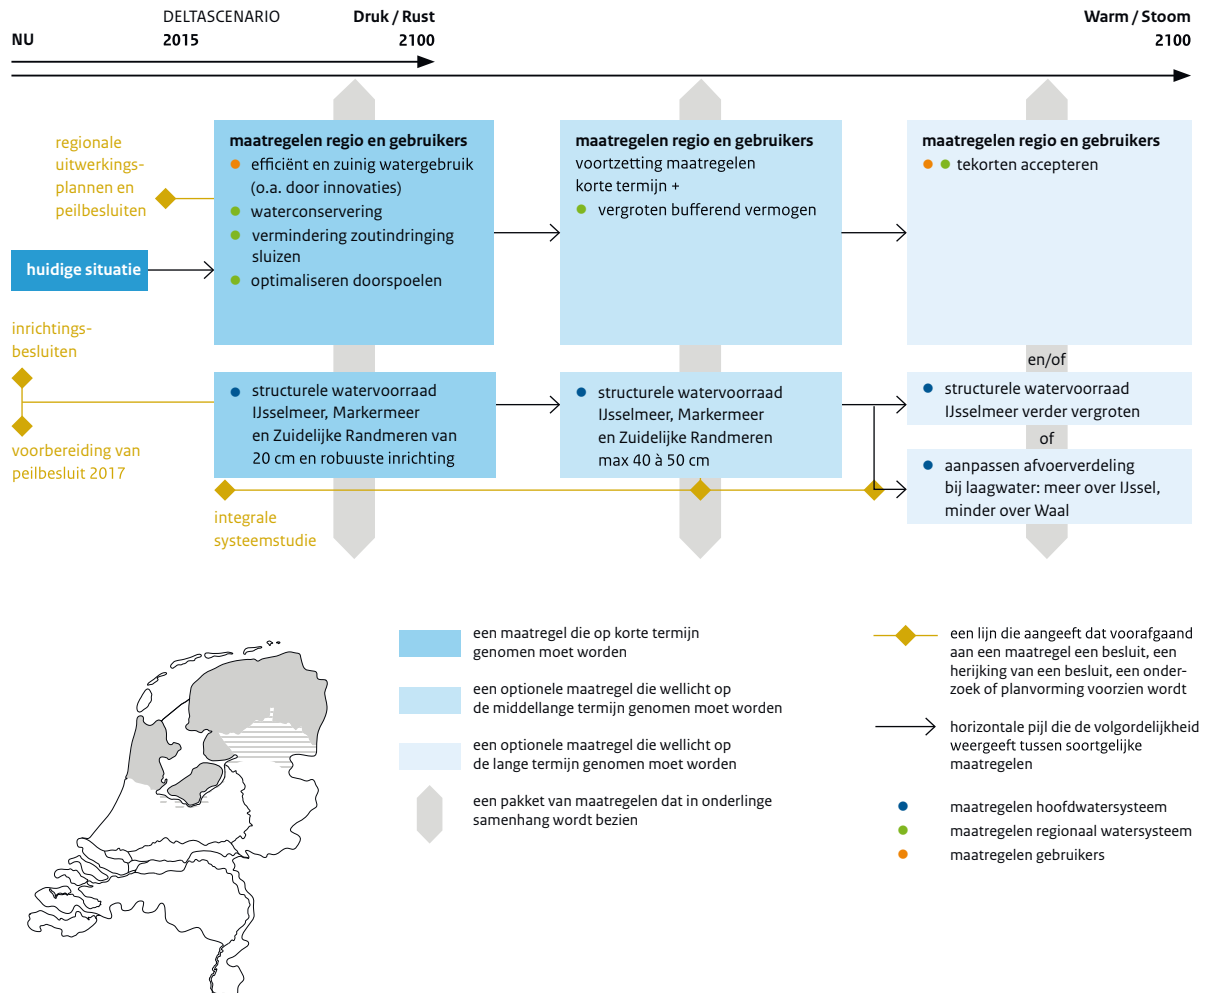 DELTASCENARIO
Druk / Rust
Warm / Stoom
NU
2015
2100
2100
regionale
uitwerkings-
plannen en
peilbesluiten
huidige situatie
inrichtings-
besluiten
voorbereiding van
peilbesluit 2017
maatregelen regio en gebruikers
efficiënt en zuinig watergebruik
(o.a. door innovaties)
waterconservering
vermindering zoutindringing
sluizen
optimaliseren doorspoelen
maatregelen regio en gebruikers
voortzetting maatregelen
korte termijn +
vergroten bufferend vermogen
maatregelen regio en gebruikers
tekorten accepteren
en/of
structurele watervoorraad
IJsselmeer, Markermeer
en Zuidelijke Randmeren van
20 cm en robuuste inrichting
structurele watervoorraad
IJsselmeer, Markermeer
en Zuidelijke Randmeren
max 40 à 50 cm
structurele watervoorraad
IJsselmeer verder vergroten
of
aanpassen afvoerverdeling
bij laagwater: meer over IJssel,
minder over Waal
integrale
systeemstudie
een maatregel die op korte termijn
genomen moet worden
een optionele maatregel die wellicht op
de middellange termijn genomen moet worden
een optionele maatregel die wellicht op
de lange termijn genomen moet worden
een pakket van maatregelen dat in onderlinge
samenhang wordt bezien
een lijn die aangeeft dat voorafgaand
aan een maatregel een besluit, een
herijking van een besluit, een onder-
zoek of planvorming voorzien wordt
horizontale pijl die de volgordelijkheid
weergeeft tussen soortgelijke
maatregelen
maatregelen hoofdwatersysteem
maatregelen regionaal watersysteem
maatregelen gebruikers